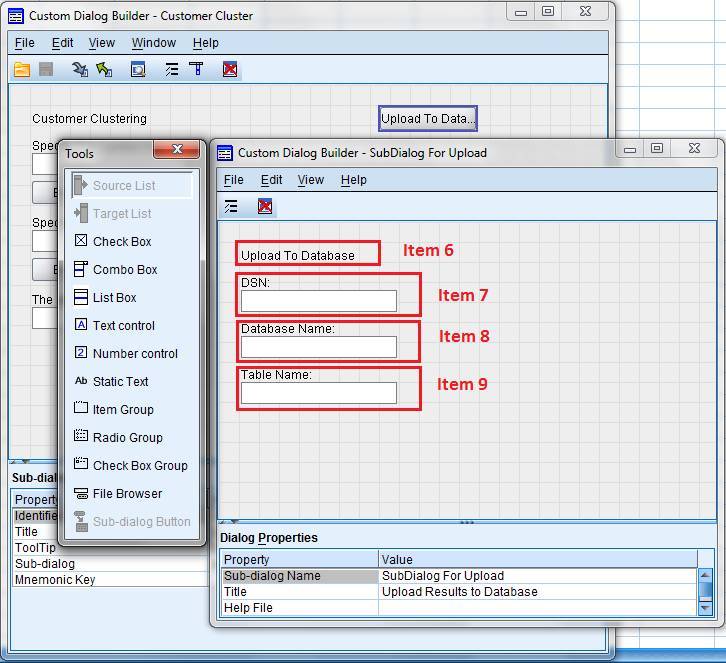 Custom Dialog Builder - Customer Cluster
File Edit View Window Help
Customer Clustering
Upload To Data...
Spec
Spec
The
Tools
Source List
Target List
Check Box
Combo Box
List Box
Text control
Number control
Static Text
Item Group
Radio Group
Check Box Group
File Browser
Sub-dialog Button
Custom Dialog Builder - SubDialog For Upload
File Edit View Help
Upload To Database
Item 6
DSN:
Item 7
Database Name:
Item 8
Table Name:
Item 9
Sub-dial
Property
Identifie
Title
ToolTip
Sub-dialog
Mnemonic Key
Dialog Properties
Property Value
Sub-dialog Name SubDialog For Upload
Title Upload Results to Database
Help File